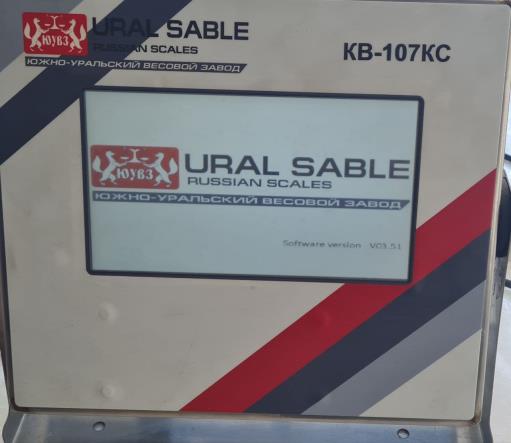 ЮУВЗ
URAL SABLE
RUSSIAN SCALES
ЮЖНО-УРАЛЬСКИЙ ВЕСОВОЙ ЗАВОД
КВ-107КС
ЮУВЗ
URAL SABLE
RUSSIAN SCALES
ЮЖНО-УРАЛЬСКИЙ ВЕСОВОЙ ЗАВОД
Software version V03.51